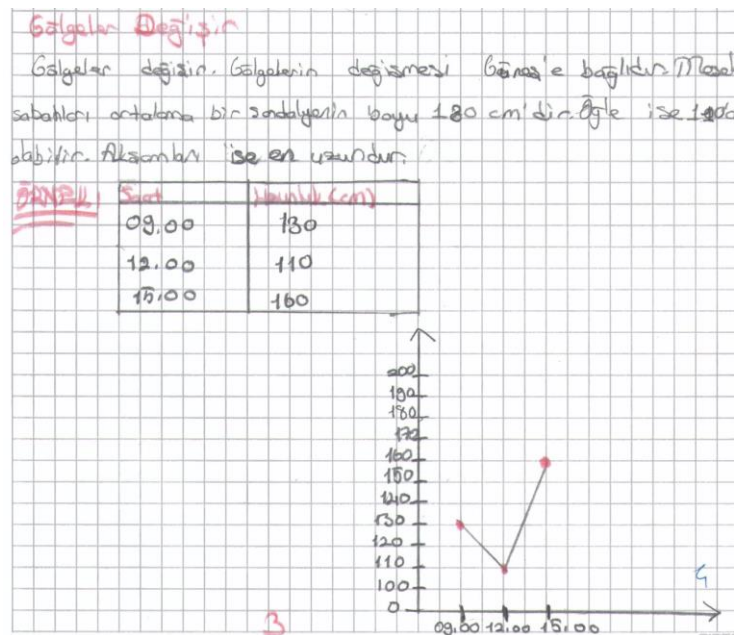 Gölgeler Değişir
Gölgeler değişir. Gölgelerin değişmesi Güneş'e bağlıdır. Mesel
sabahları ortalama bir sandalyenin boyu 180 cm'dir. Öğle ise
olabilir. Akşamları ise en uzundur.
ÖRNEK: Saat Uzunluk (cm)
09.00 130
12.00 110
15.00 160
200
190
180
170
160
150
140
130
120
110
100
0
09.00 12.00 15.00
3